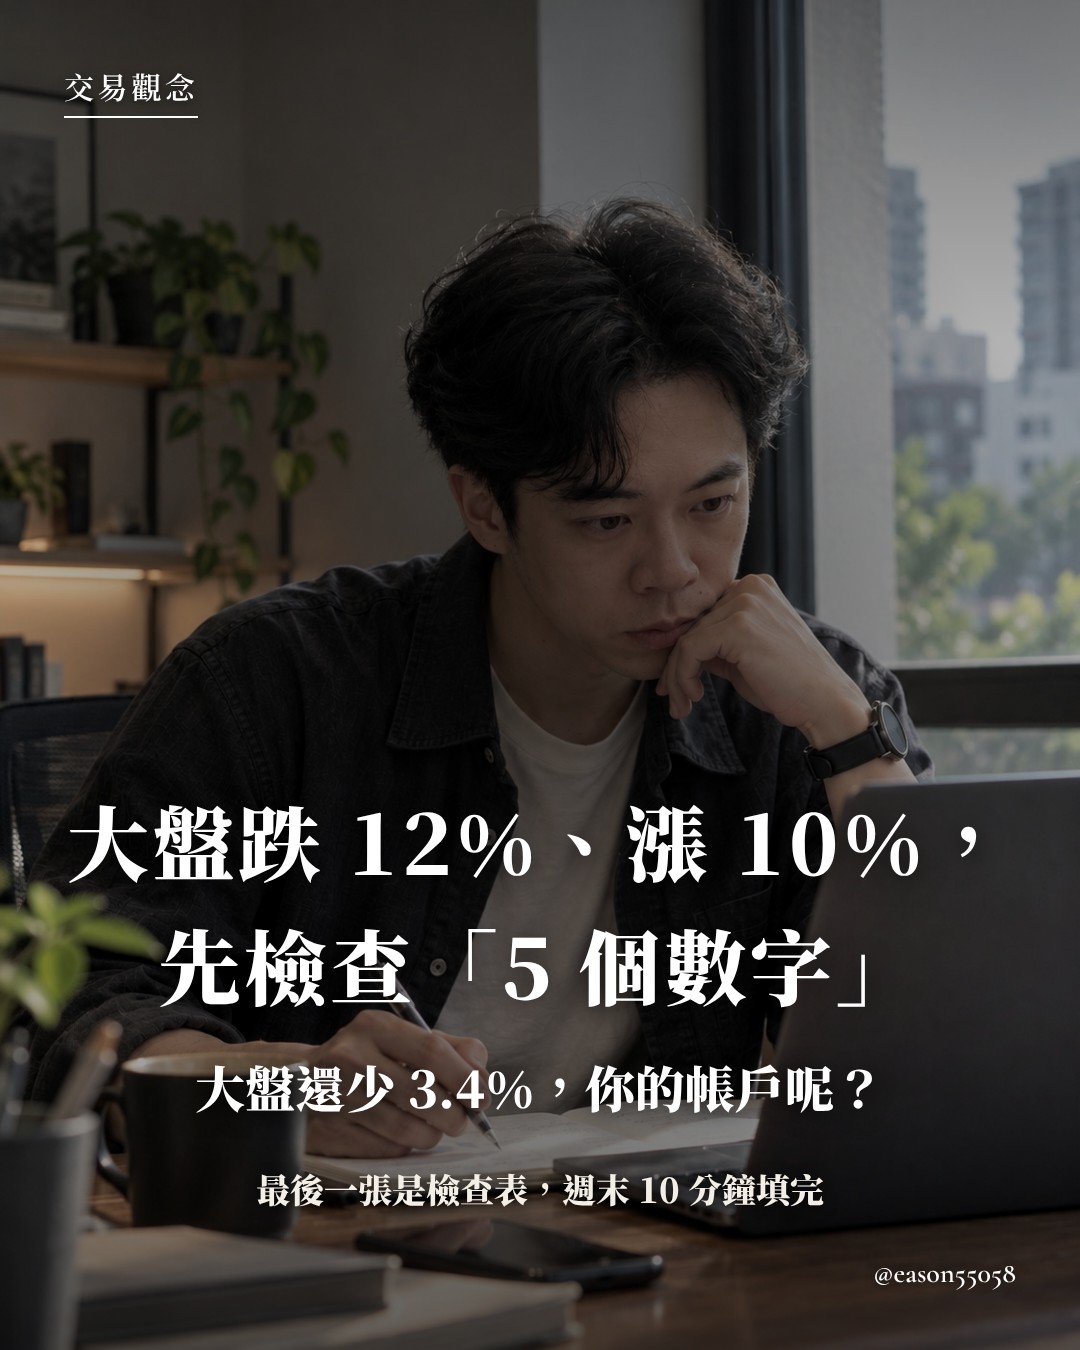 交易觀念
大盤跌 12%、漲 10%，
先檢查「5 個數字」
大盤還少 3.4%，你的帳戶呢？
最後一張是檢查表，週末 10 分鐘填完
@eason55058